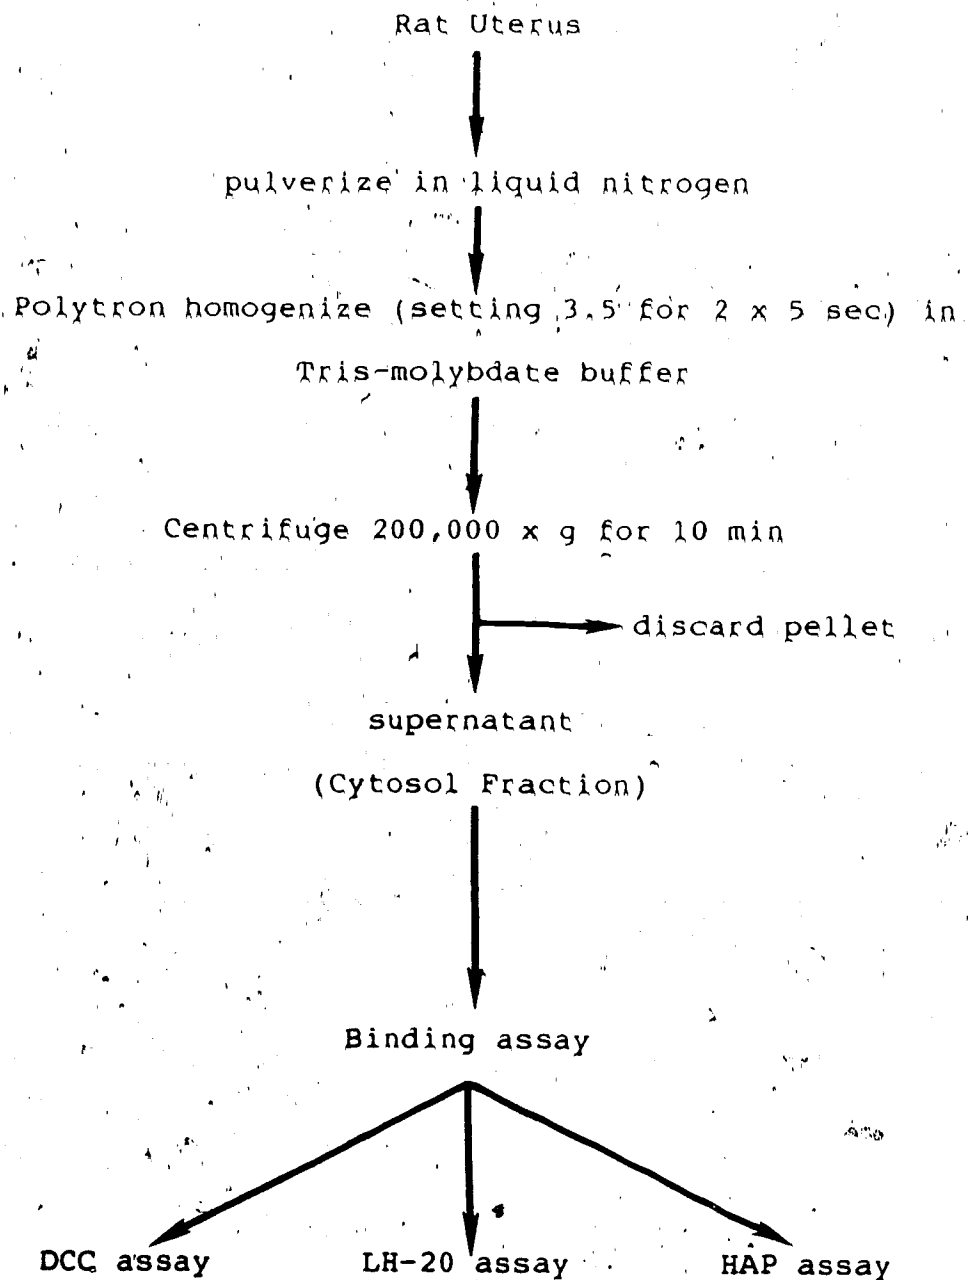 Rat Uterus
pulverize in liquid nitrogen
Polytron homogenize (setting 3.5 for 2 x 5 sec) in
Tris-molybdate buffer
Centrifuge 200,000 x g for 10 min
discard pellet
supernatant
(Cytosol Fraction)
Binding assay
DCC assay LH-20 assay HAP assay